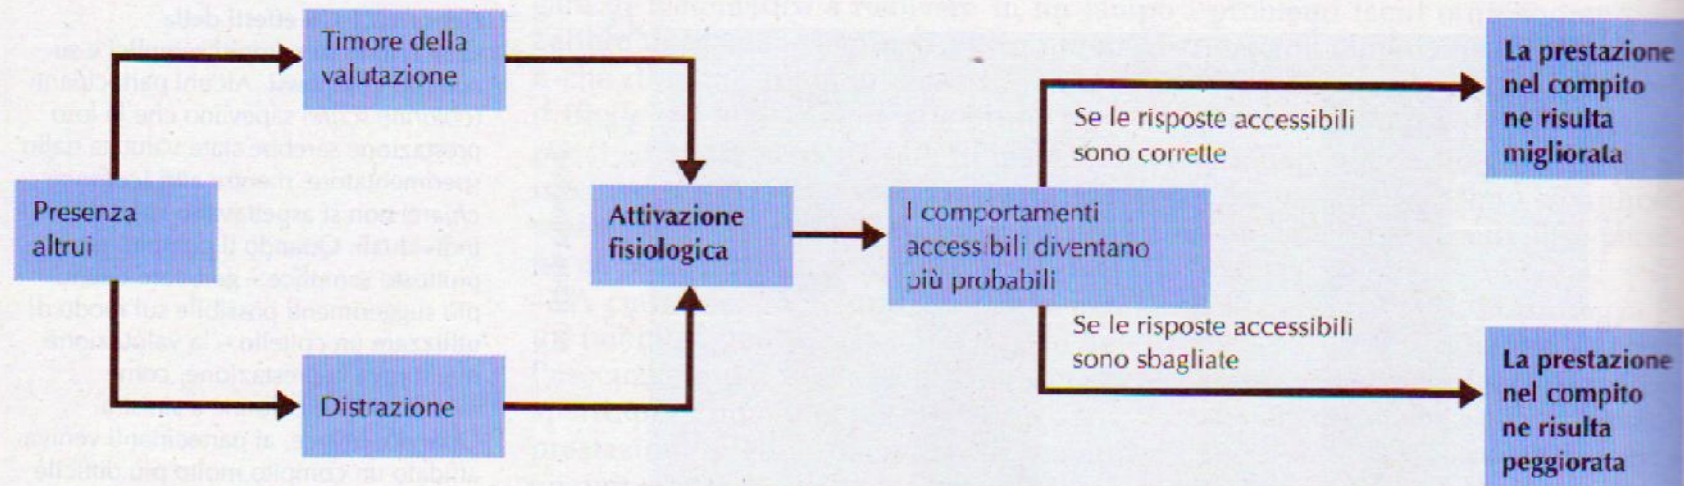 Presenza
altrui
Timore della
valutazione
Distrazione
Attivazione
fisiologica
I comportamenti
accessibili diventano
più probabili
Se le risposte accessibili
sono corrette
La prestazione
nel compito
ne risulta
migliorata
Se le risposte accessibili
sono sbagliate
La prestazione
nel compito
ne risulta
peggiorata